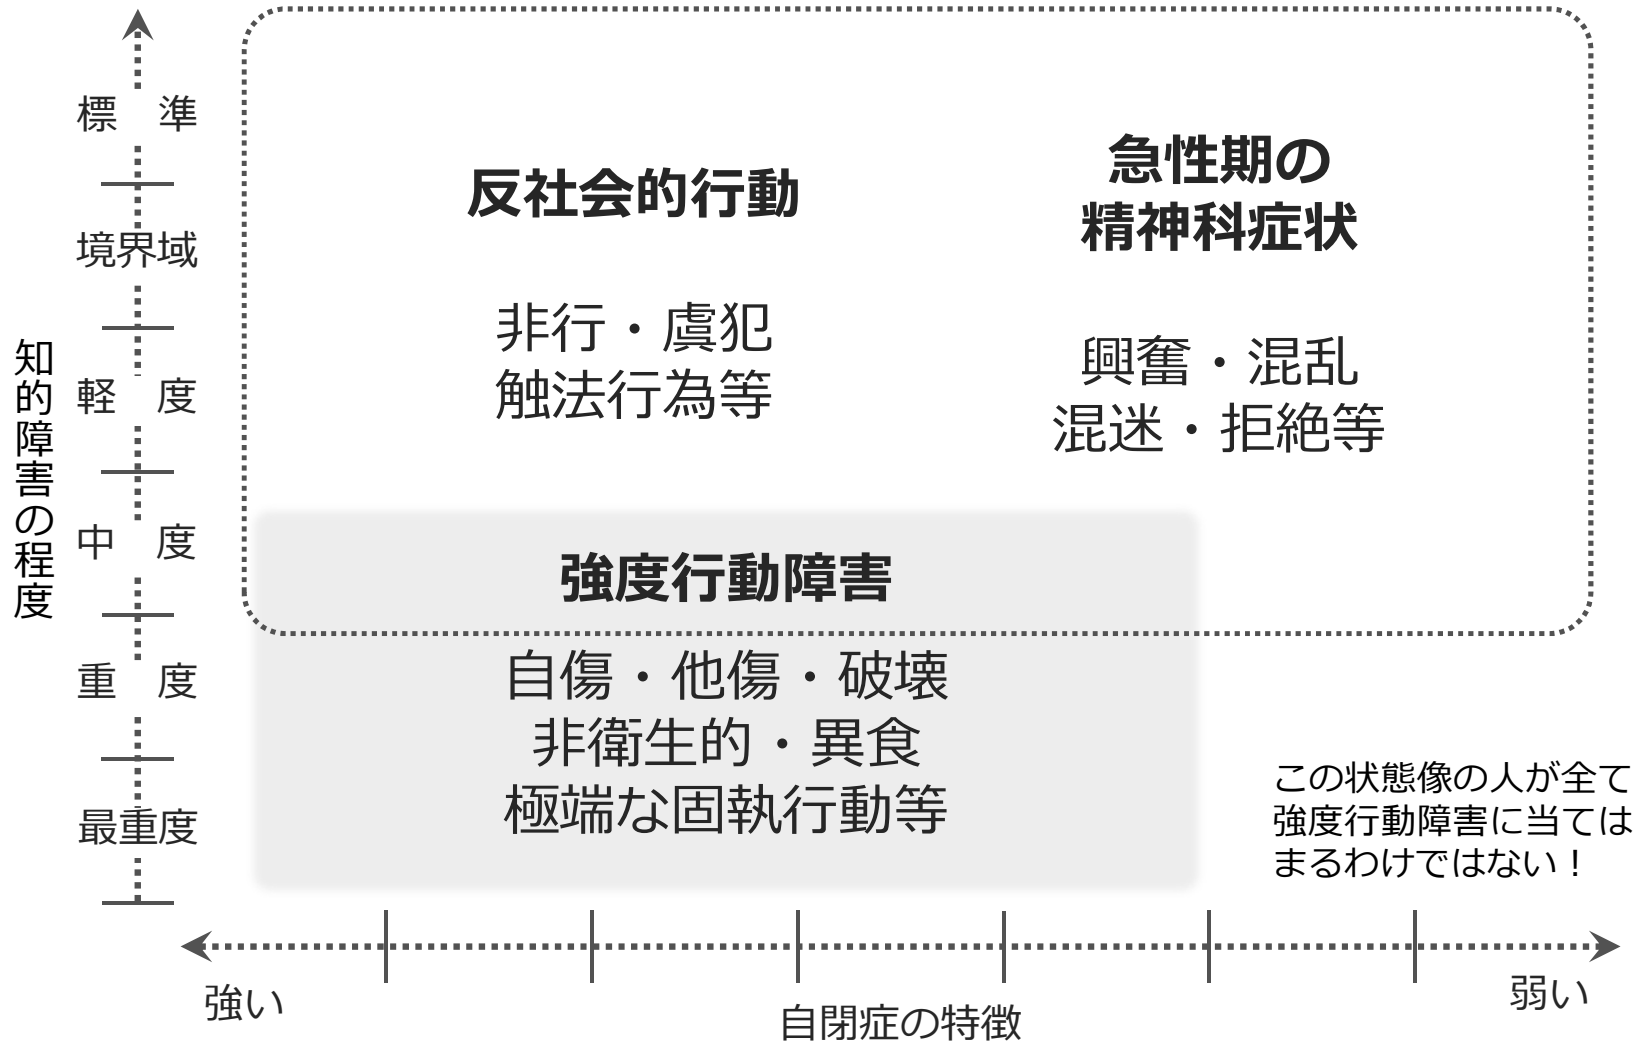 標 準
境界域
軽 度
中 度
重 度
最重度
知的障害の程度
反社会的行動
非行・虞犯
触法行為等
急性期の
精神科症状
興奮・混乱
混迷・拒絶等
強度行動障害
自傷・他傷・破壊
非衛生的・異食
極端な固執行動等
この状態像の人が全て
強度行動障害に当ては
まるわけではない！
強い
自閉症の特徴
弱い